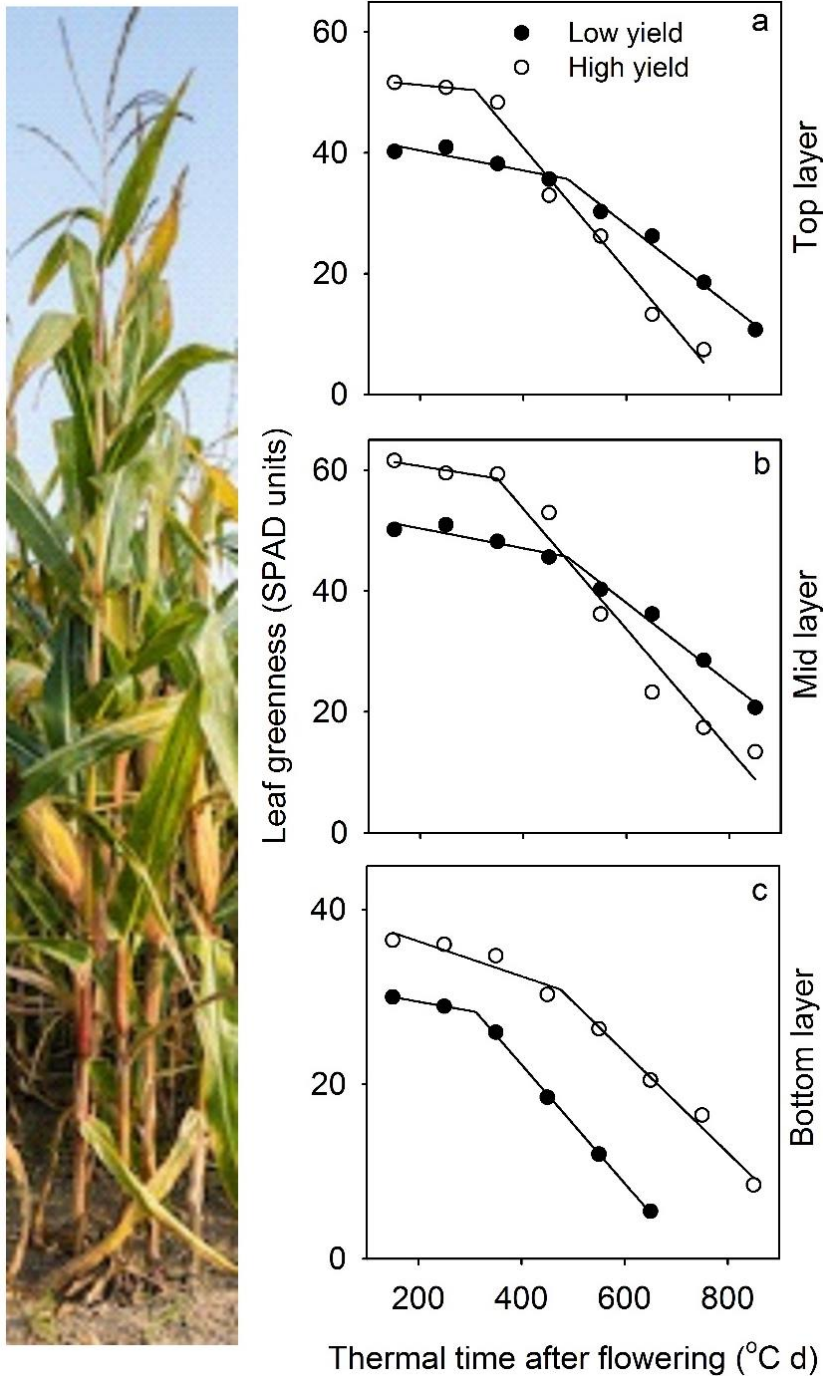 a
60
40
20
0
Low yield
High yield
Top layer
b
60
40
20
0
Mid layer
Leaf greenness (SPAD units)
c
40
20
0
Bottom layer
200 400 600 800
Thermal time after flowering (°C d)